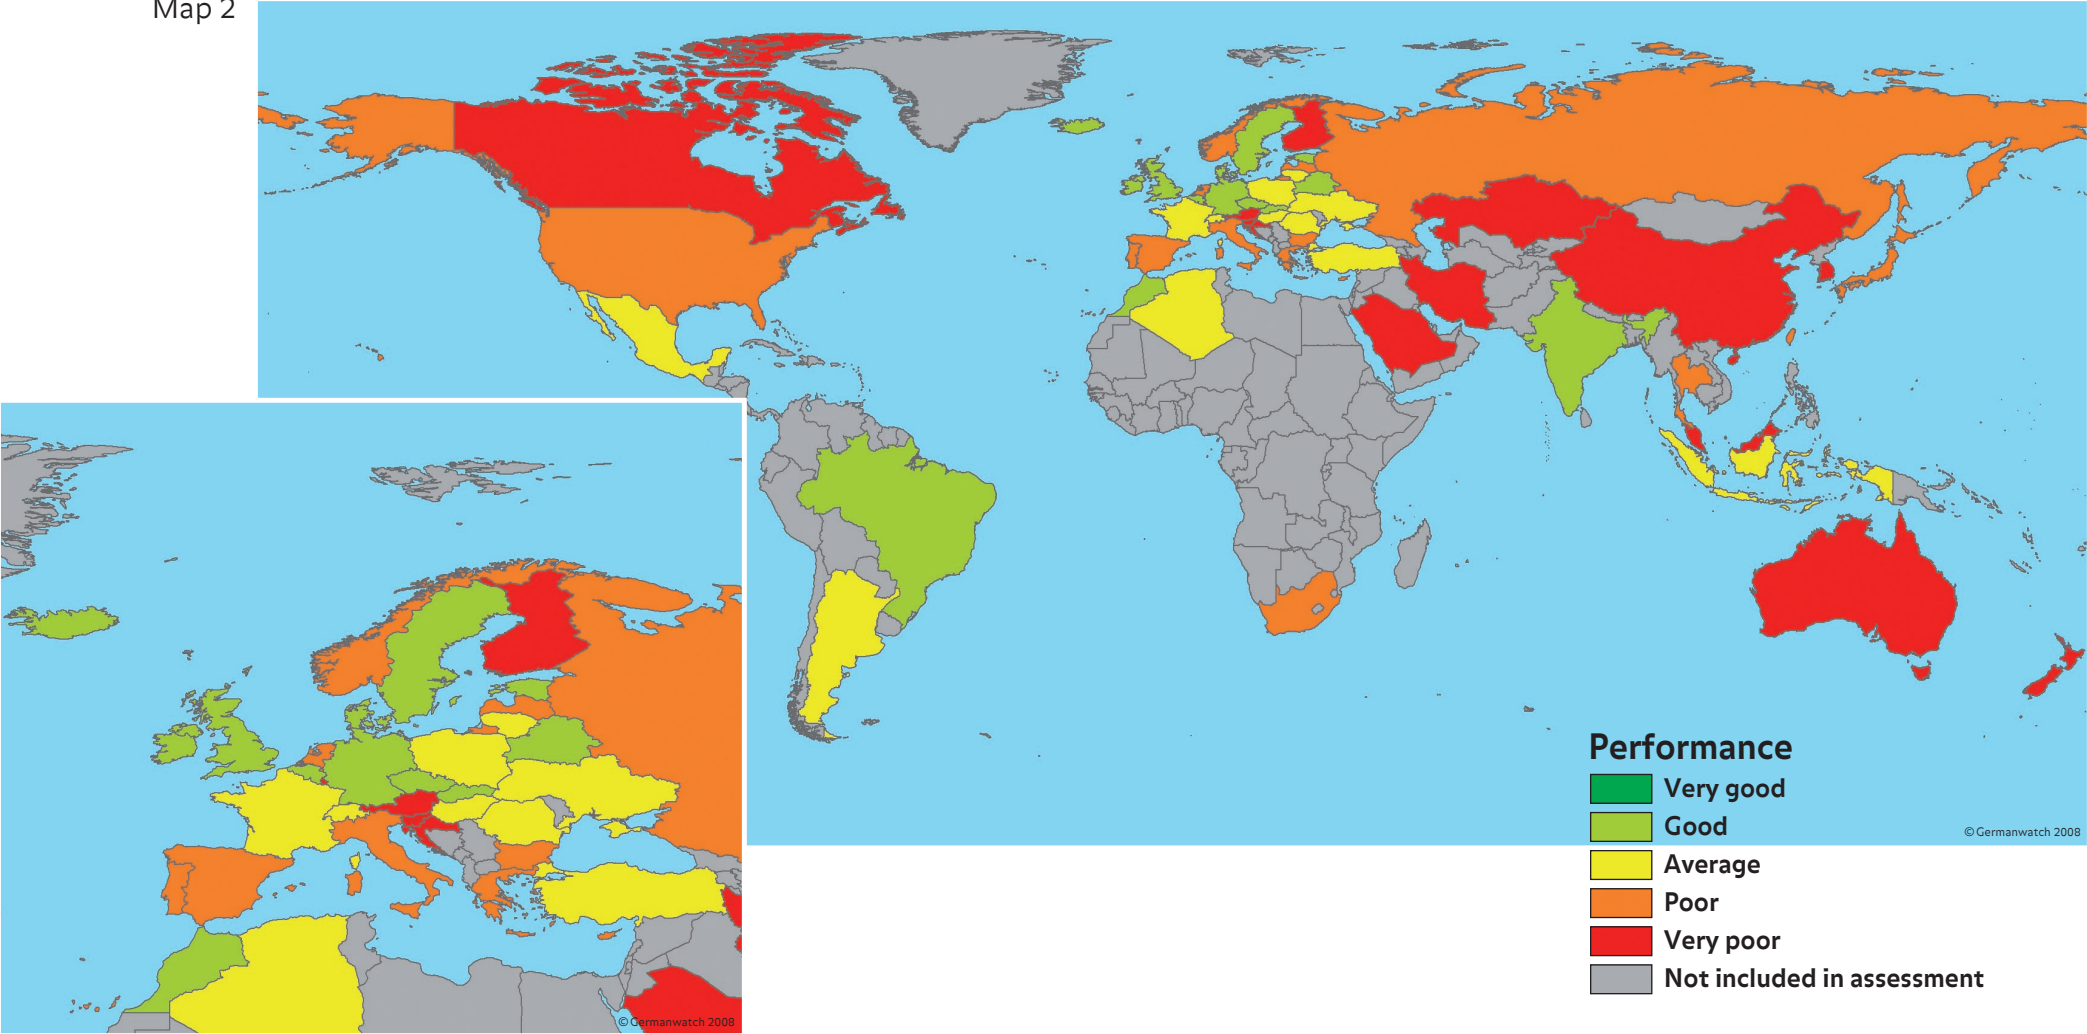 Map 2
Performance
Very good
Good
Average
Poor
Very poor
Not included in assessment
© Germanwatch 2008
© Germanwatch 2008